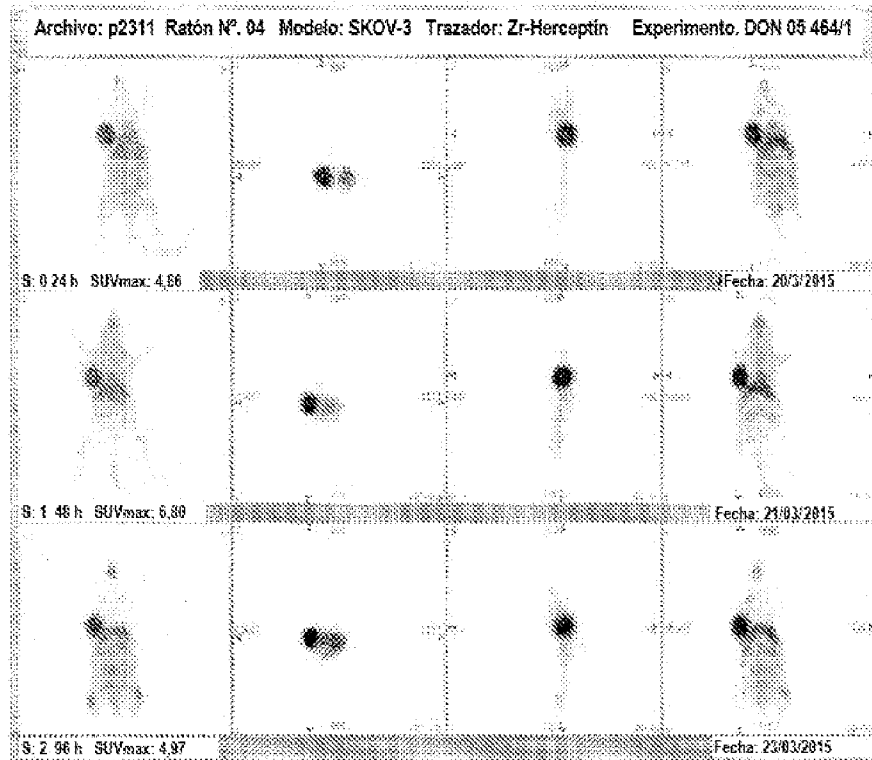 Archivo: p2311 Ratón Nº. 04 Modelo: SKOV-3 Trazador: Zr-Herceptin Experimento. DON 05 464/1
S: 0 24 h SUVmax: 4,66 Fecha: 20/3/2015
S: 1 48 h SUVmax: 6,80 Fecha: 21/03/2015
S: 2 96 h SUVmax: 4,97 Fecha: 23/03/2015